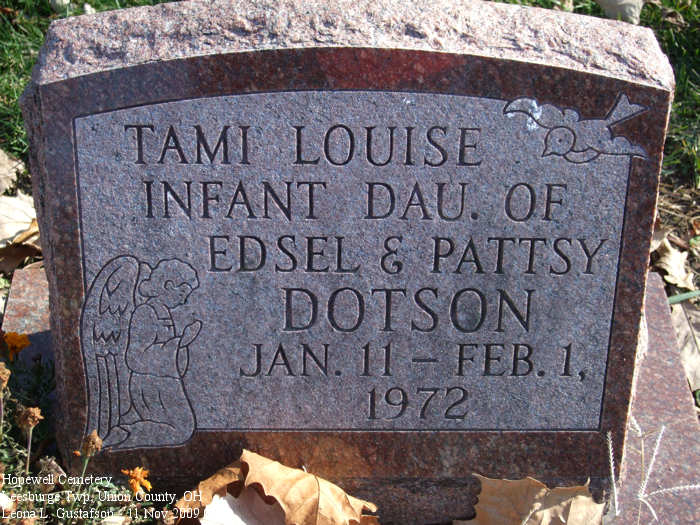 TAMI LOUISE
INFANT DAU. OF
EDSEL & PATTSY
DOTSON
JAN. 11 – FEB. 1,
1972
Hopewell Cemetery
Leesburge Twp, Union County, OH
Leona L. Gustafson - 11 Nov 2009